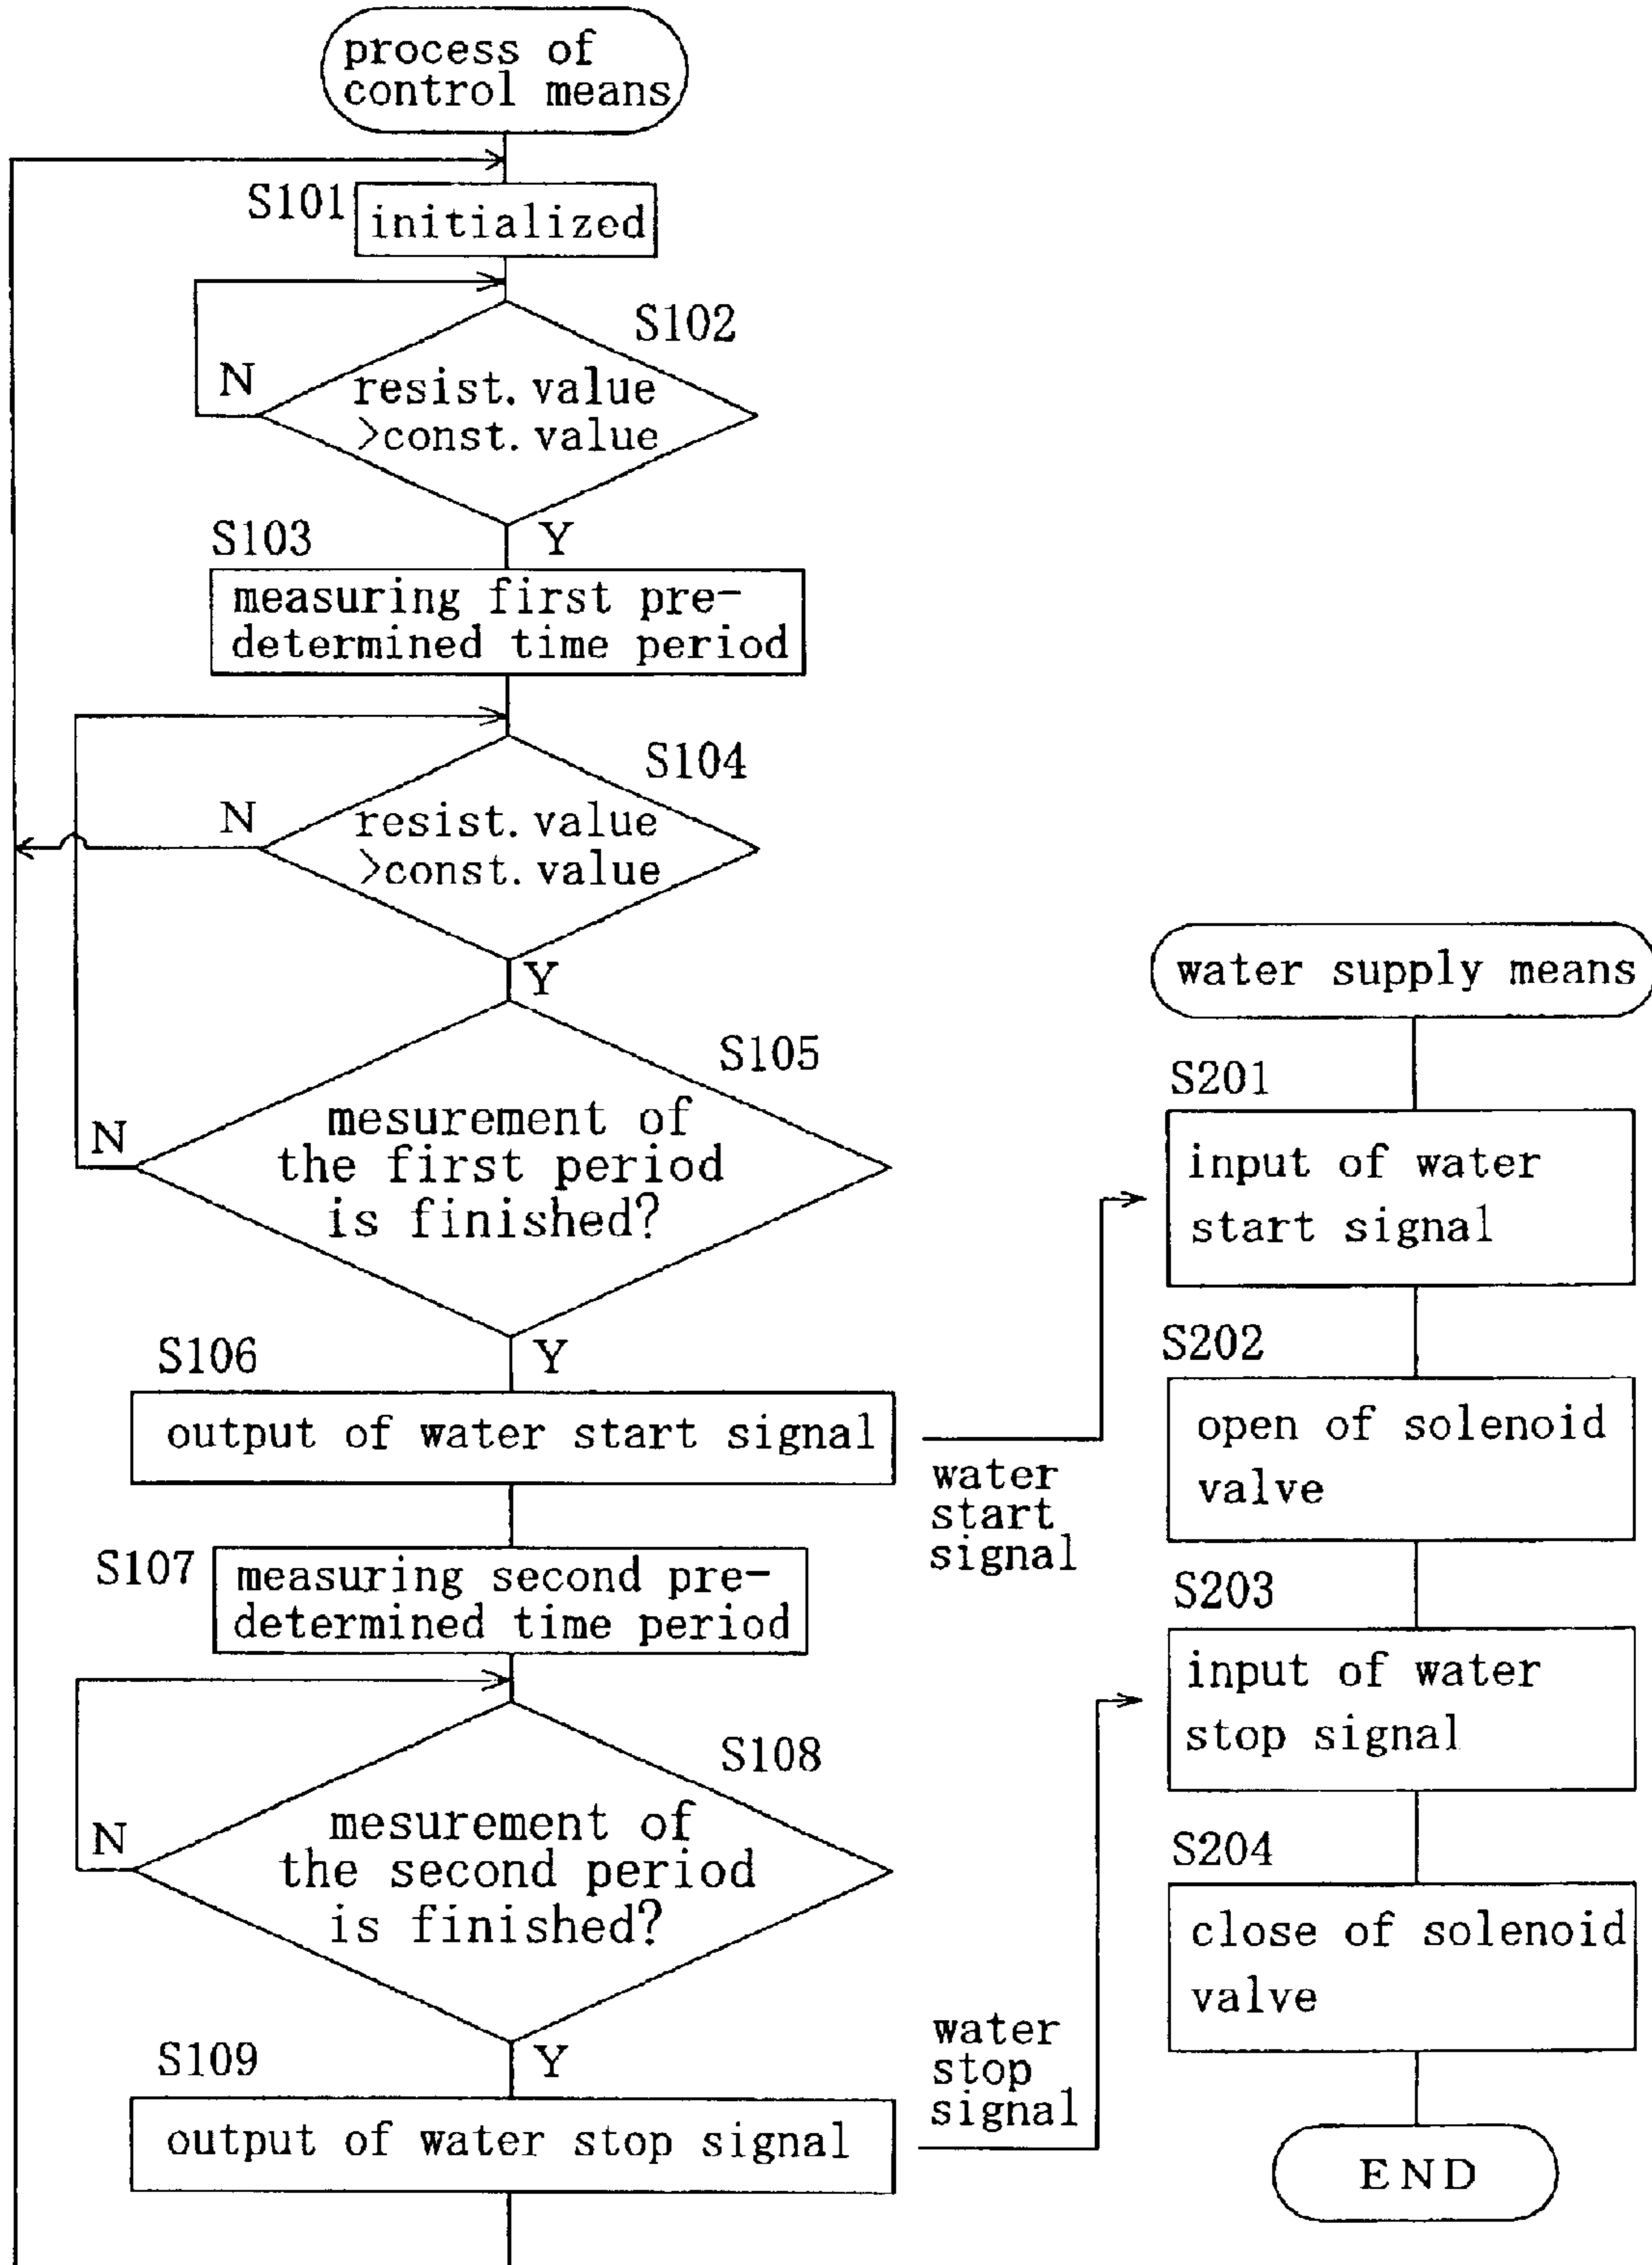 process of
control means
S101
initialized
S102
N
resist. value
>const. value
Y
S103
measuring first pre-
determined time period
S104
N
resist. value
>const. value
Y
S105
N
mesurement of
the first period
is finished?
Y
S106
output of water start signal
water
start
signal
S107
measuring second pre-
determined time period
S108
N
mesurement of
the second period
is finished?
Y
S109
output of water stop signal
water
stop
signal
water supply means
S201
input of water
start signal
S202
open of solenoid
valve
S203
input of water
stop signal
S204
close of solenoid
valve
END